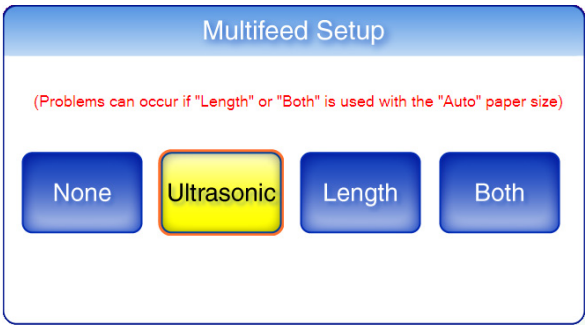 Multifeed Setup
(Problems can occur if "Length" or "Both" is used with the "Auto" paper size)
None Ultrasonic Length Both